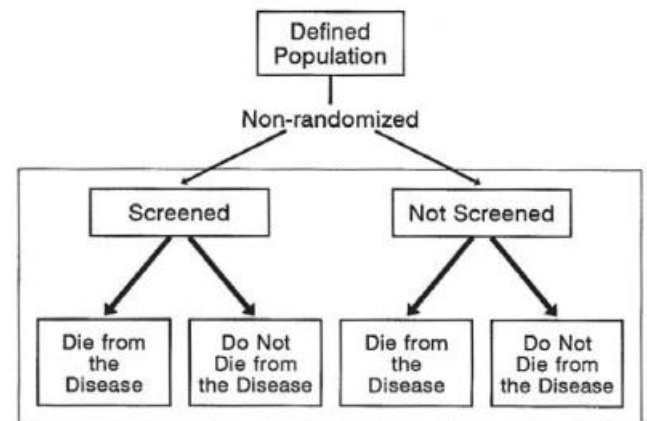 Defined
Population
Non-randomized
Screened
Not Screened
Die from
the
Disease
Do Not
Die from
the Disease
Die from
the
Disease
Do Not
Die from
the Disease